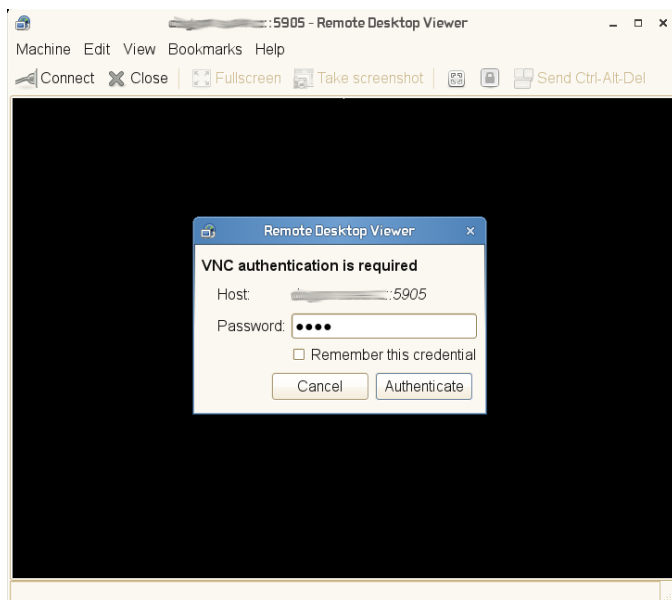 :5905 - Remote Desktop Viewer
Machine Edit View Bookmarks Help
Connect Close Fullscreen Take screenshot Send Ctrl-Alt-Del
Remote Desktop Viewer
VNC authentication is required
Host: :5905
Password: ●●●●
Remember this credential
Cancel Authenticate